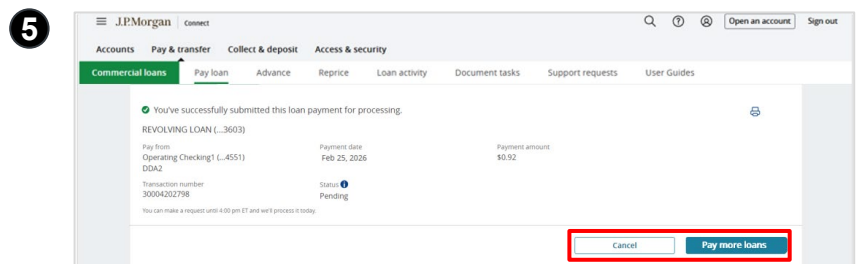 5
J.P.Morgan | CONNECT Open an account Sign out
Accounts Pay & transfer Collect & deposit Access & security
Commercial loans Pay loan Advance Reprice Loan activity Document tasks Support requests User Guides
You've successfully submitted this loan payment for processing.
REVOLVING LOAN (...3603)
Pay from Payment date Payment amount
Operating Checking1 (...4551) Feb 25, 2026 $0.92
DDA2
Transaction number Status
30004202798 Pending
You can make a request until 4:00 pm ET and we'll process it today.
Cancel Pay more loans